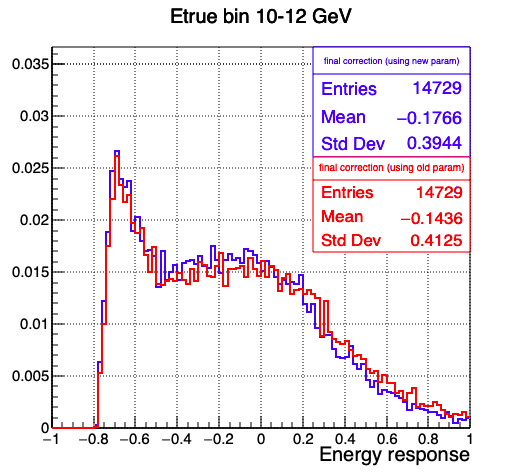 Etrue bin 10-12 GeV
final correction (using new param)
Entries 14729
Mean −0.1766
Std Dev 0.3944
final correction (using old param)
Entries 14729
Mean −0.1436
Std Dev 0.4125
0.035
0.03
0.025
0.02
0.015
0.01
0.005
0
−1 −0.8 −0.6 −0.4 −0.2 0 0.2 0.4 0.6 0.8 1
Energy response